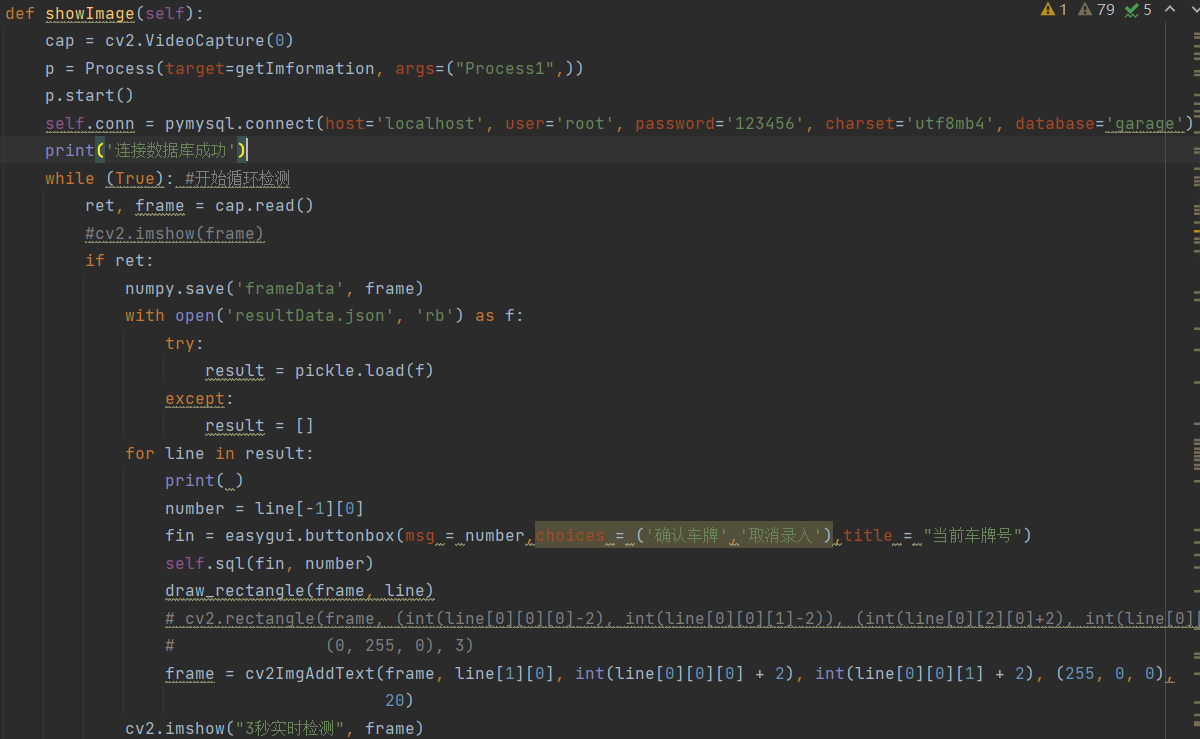 def showImage(self):
1 79 5
cap = cv2.VideoCapture(0)
p = Process(target=getImformation, args=("Process1",))
p.start()
self.conn = pymysql.connect(host='localhost', user='root', password='123456', charset='utf8mb4', database='garage')
print('连接数据库成功')
while (True): #开始循环检测
ret, frame = cap.read()
#cv2.imshow(frame)
if ret:
numpy.save('frameData', frame)
with open('resultData.json', 'rb') as f:
try:
result = pickle.load(f)
except:
result = []
for line in result:
print( )
number = line[-1][0]
fin = easygui.buttonbox(msg = number,choices = ('确认车牌','取消录入'),title = "当前车牌号")
self.sql(fin, number)
draw_rectangle(frame, line)
# cv2.rectangle(frame, (int(line[0][0][0]-2), int(line[0][0][1]-2)), (int(line[0][2][0]+2), int(line[0][
# (0, 255, 0), 3)
frame = cv2ImgAddText(frame, line[1][0], int(line[0][0][0] + 2), int(line[0][0][1] + 2), (255, 0, 0),
20)
cv2.imshow("3秒实时检测", frame)